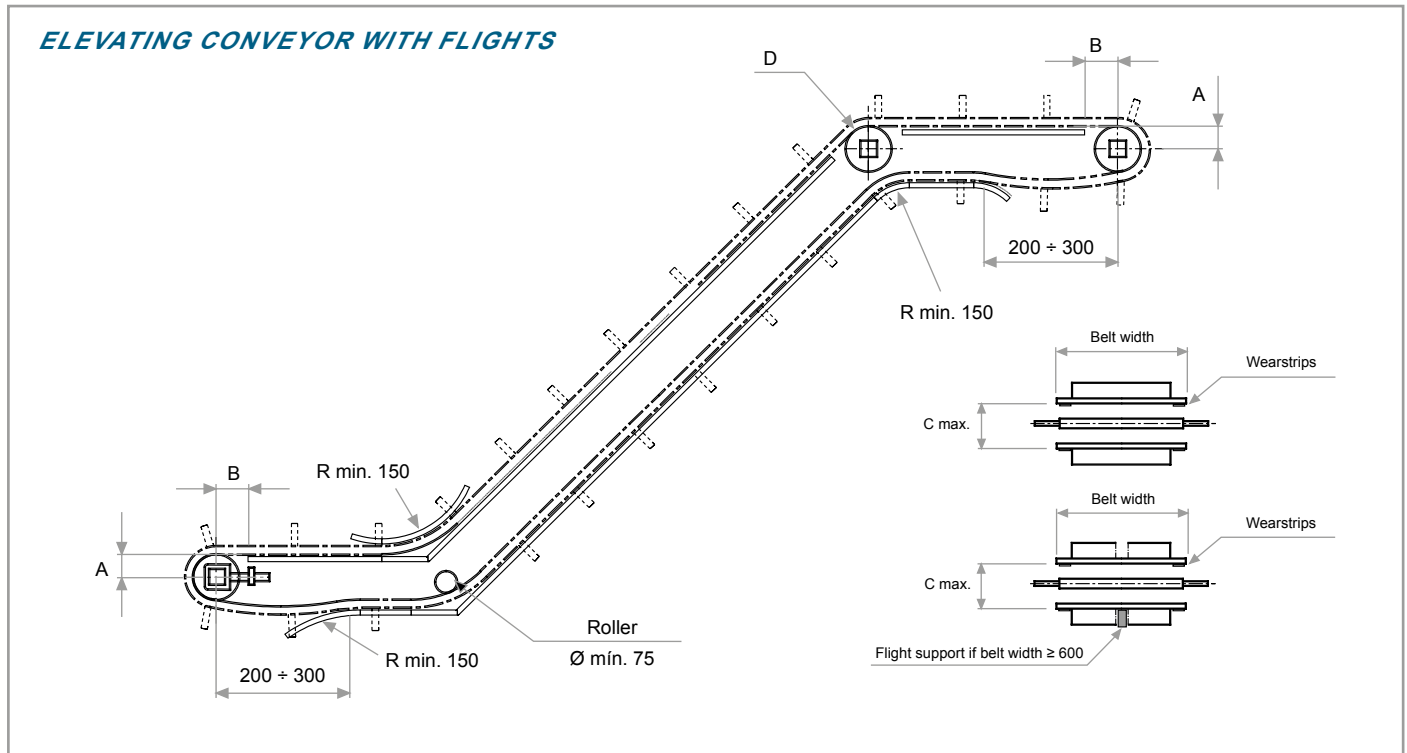 ELEVATING CONVEYOR WITH FLIGHTS
B
D
A
200 ÷ 300
R min. 150
Belt width
Wearstrips
C max.
B
R min. 150
Belt width
Wearstrips
A
C max.
Roller
Ø mín. 75
R min. 150
Flight support if belt width ≥ 600
200 ÷ 300